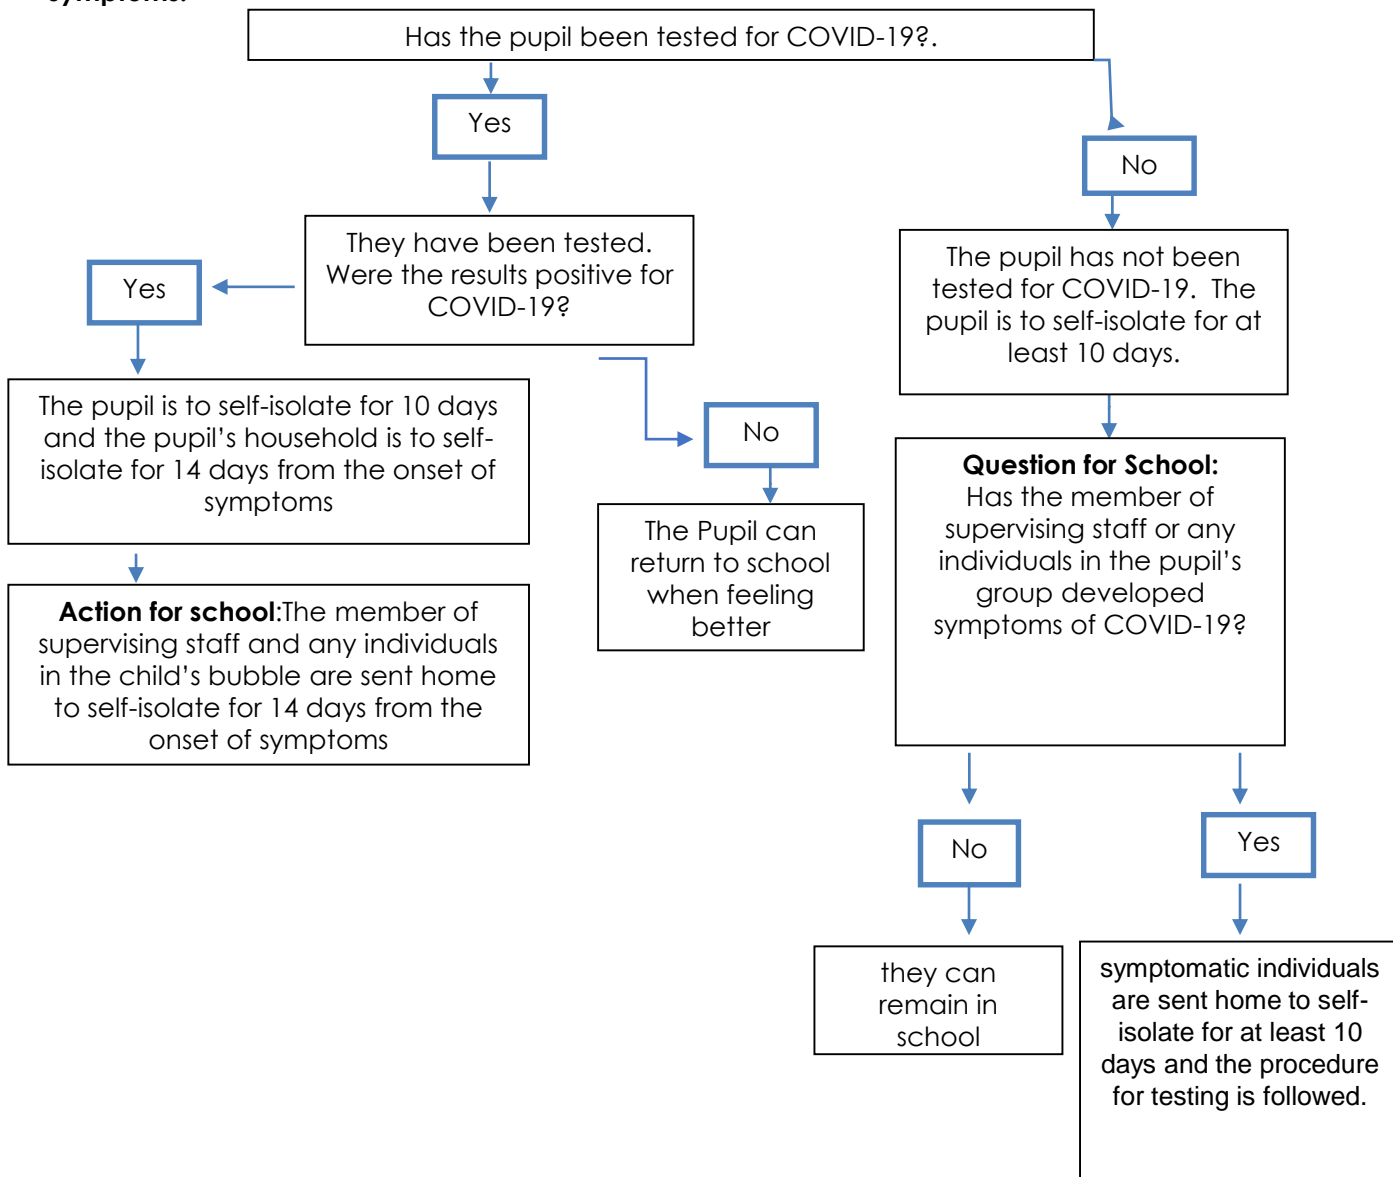 symptoms.
Has the pupil been tested for COVID-19?.
Yes
No
They have been tested.
Were the results positive for
COVID-19?
Yes
The pupil has not been
tested for COVID-19. The
pupil is to self-isolate for at
least 10 days.
The pupil is to self-isolate for 10 days
and the pupil’s household is to self-
isolate for 14 days from the onset of
symptoms
No
The Pupil can
return to school
when feeling
better
Question for School:
Has the member of
supervising staff or any
individuals in the pupil’s
group developed
symptoms of COVID-19?
Action for school:The member of
supervising staff and any individuals
in the child’s bubble are sent home
to self-isolate for 14 days from the
onset of symptoms
No
Yes
they can
remain in
school
symptomatic individuals
are sent home to self-
isolate for at least 10
days and the procedure
for testing is followed.